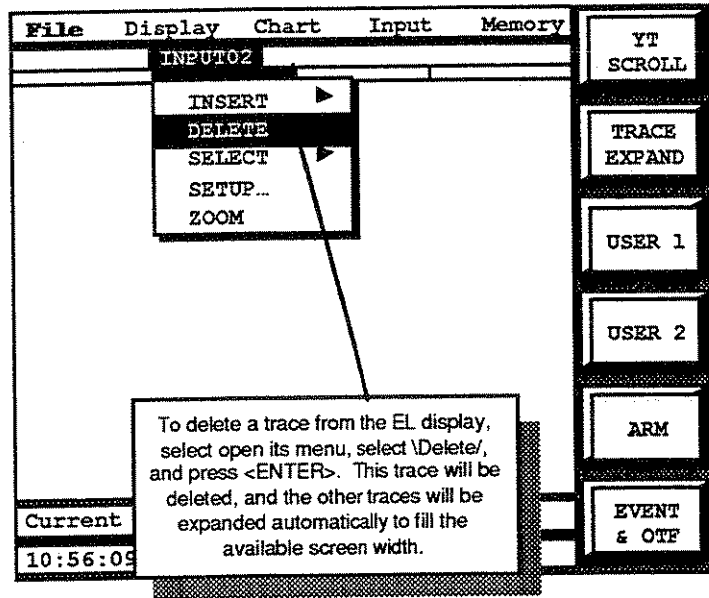 File Display Chart Input Memory
INPUT02
INSERT
DELETE
SELECT
SETUP…
ZOOM
To delete a trace from the EL display,
select open its menu, select \Delete/,
and press <ENTER>. This trace will be
deleted, and the other traces will be
expanded automatically to fill the
available screen width.
Current
10:56:09
YT
SCROLL
TRACE
EXPAND
USER 1
USER 2
ARM
EVENT
& OTF